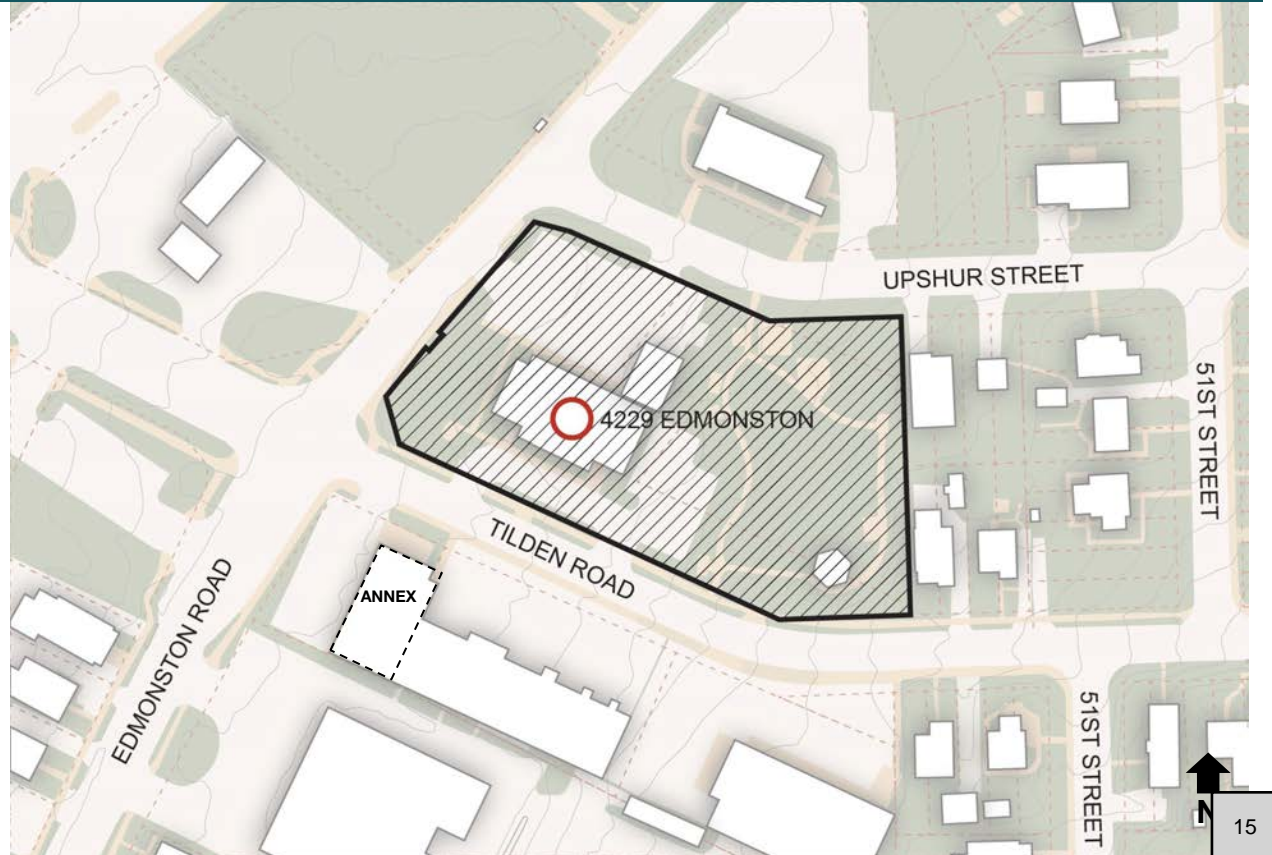 UPSHUR STREET
51ST STREET
4229 EDMONSTON
TILDEN ROAD
ANNEX
EDMONSTON ROAD
51ST STREET
N
15